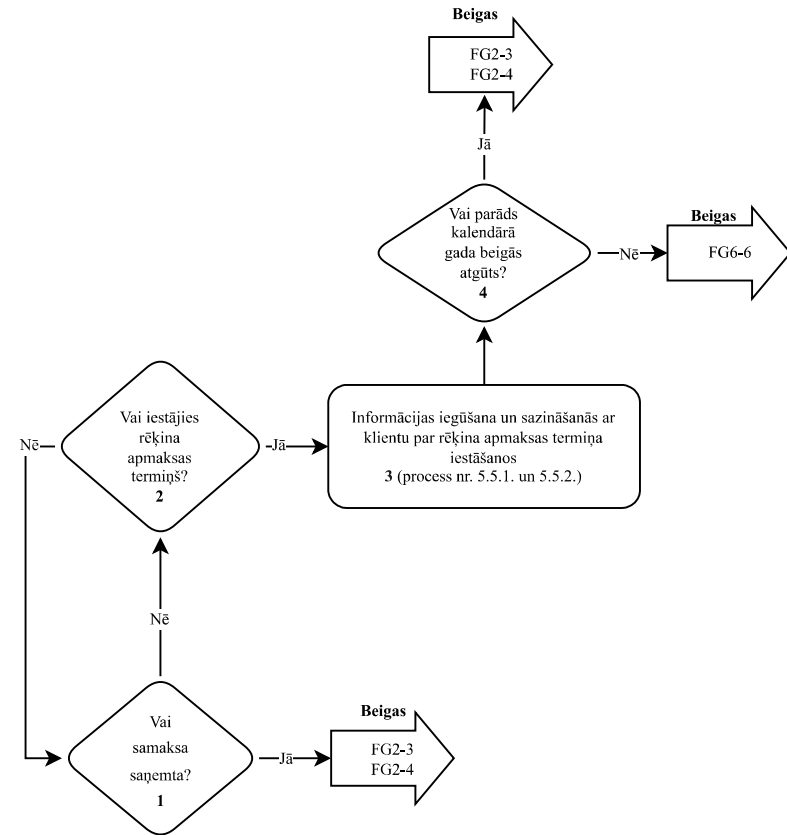 Beigas
FG2-3
FG2-4
Jā
Vai parāds
kalendārā
gada beigās
atgūts?
4
Nē
Beigas
FG6-6
Nē
Vai iestājies
rēķina
apmaksas
termiņš?
2
Jā
Informācijas iegūšana un sazināšanās ar
klientu par rēķina apmaksas termiņa
iestāšanos
3 (process nr. 5.5.1. un 5.5.2.)
Nē
Vai
samaksa
saņemta?
1
Jā
Beigas
FG2-3
FG2-4